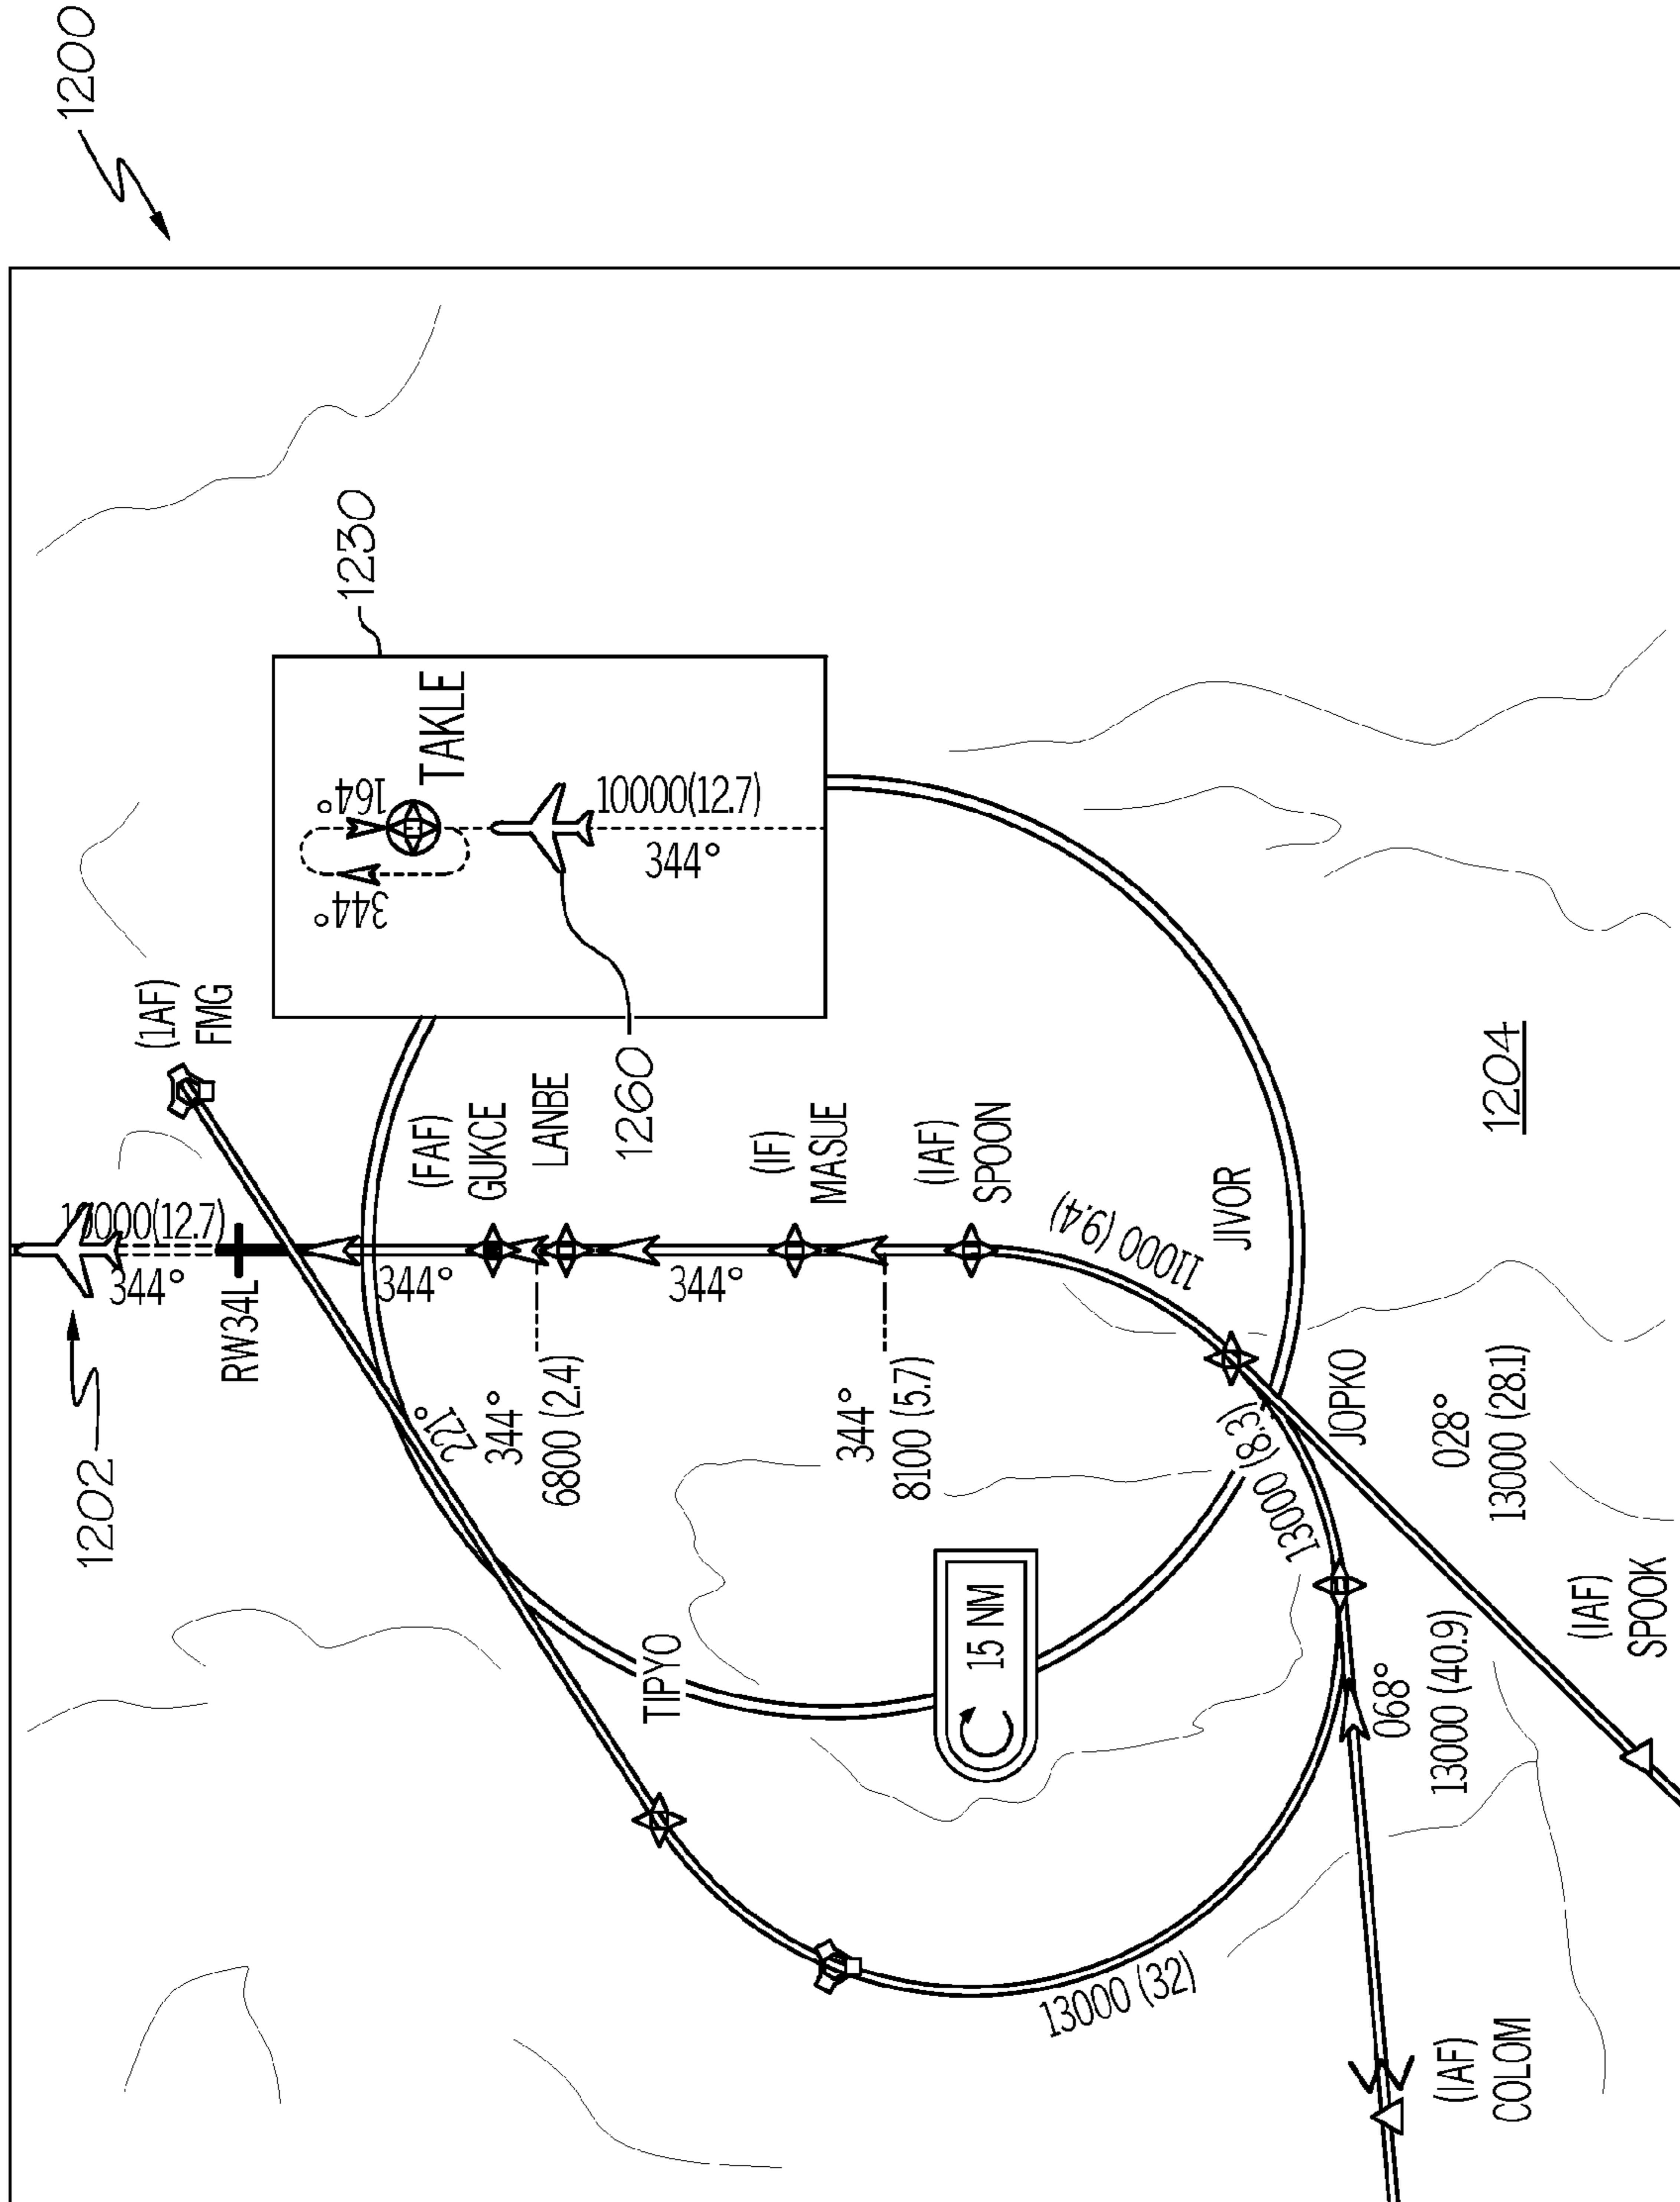 1200
1202
10000(12.7)
344°
RW34L
(1AF)
FMG
1230
164°
344°
TAKLE
10000(12.7)
344°
1260
(FAF)
GUKCE
LANBE
344°
221°
344°
6800 (2.4)
(IF)
MASUE
344°
(IAF)
SPOON
344°
8100 (5.7)
TIPYO
15 NM
11000 (9.4)
JIVOR
13000 (8.3)
JOPKO
1204
028°
13000 (28.1)
(IAF)
SPOOK
068°
13000 (40.9)
13000 (32)
(IAF)
COLOM